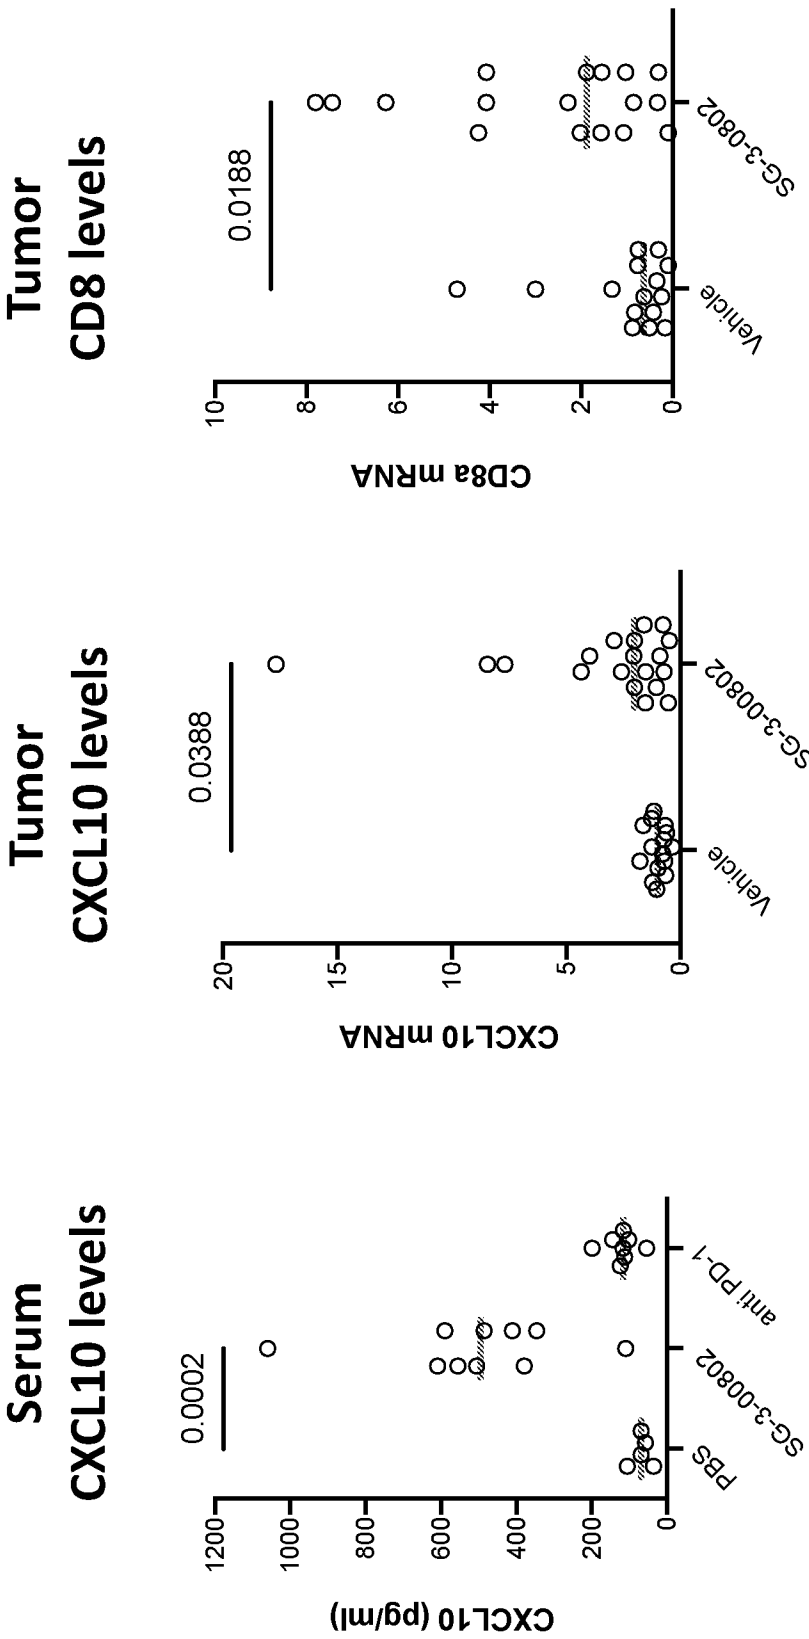 Serum
CXCL10 levels
0.0002
CXCL10 (pg/ml)
1200
1000
800
600
400
200
0
PBS
SG-3-00802
anti PD-1
Tumor
CXCL10 levels
0.0388
CXCL10 mRNA
20
15
10
5
0
Vehicle
SG-3-00802
Tumor
CD8 levels
0.0188
CD8a mRNA
10
8
6
4
2
0
Vehicle
SG-3-0802